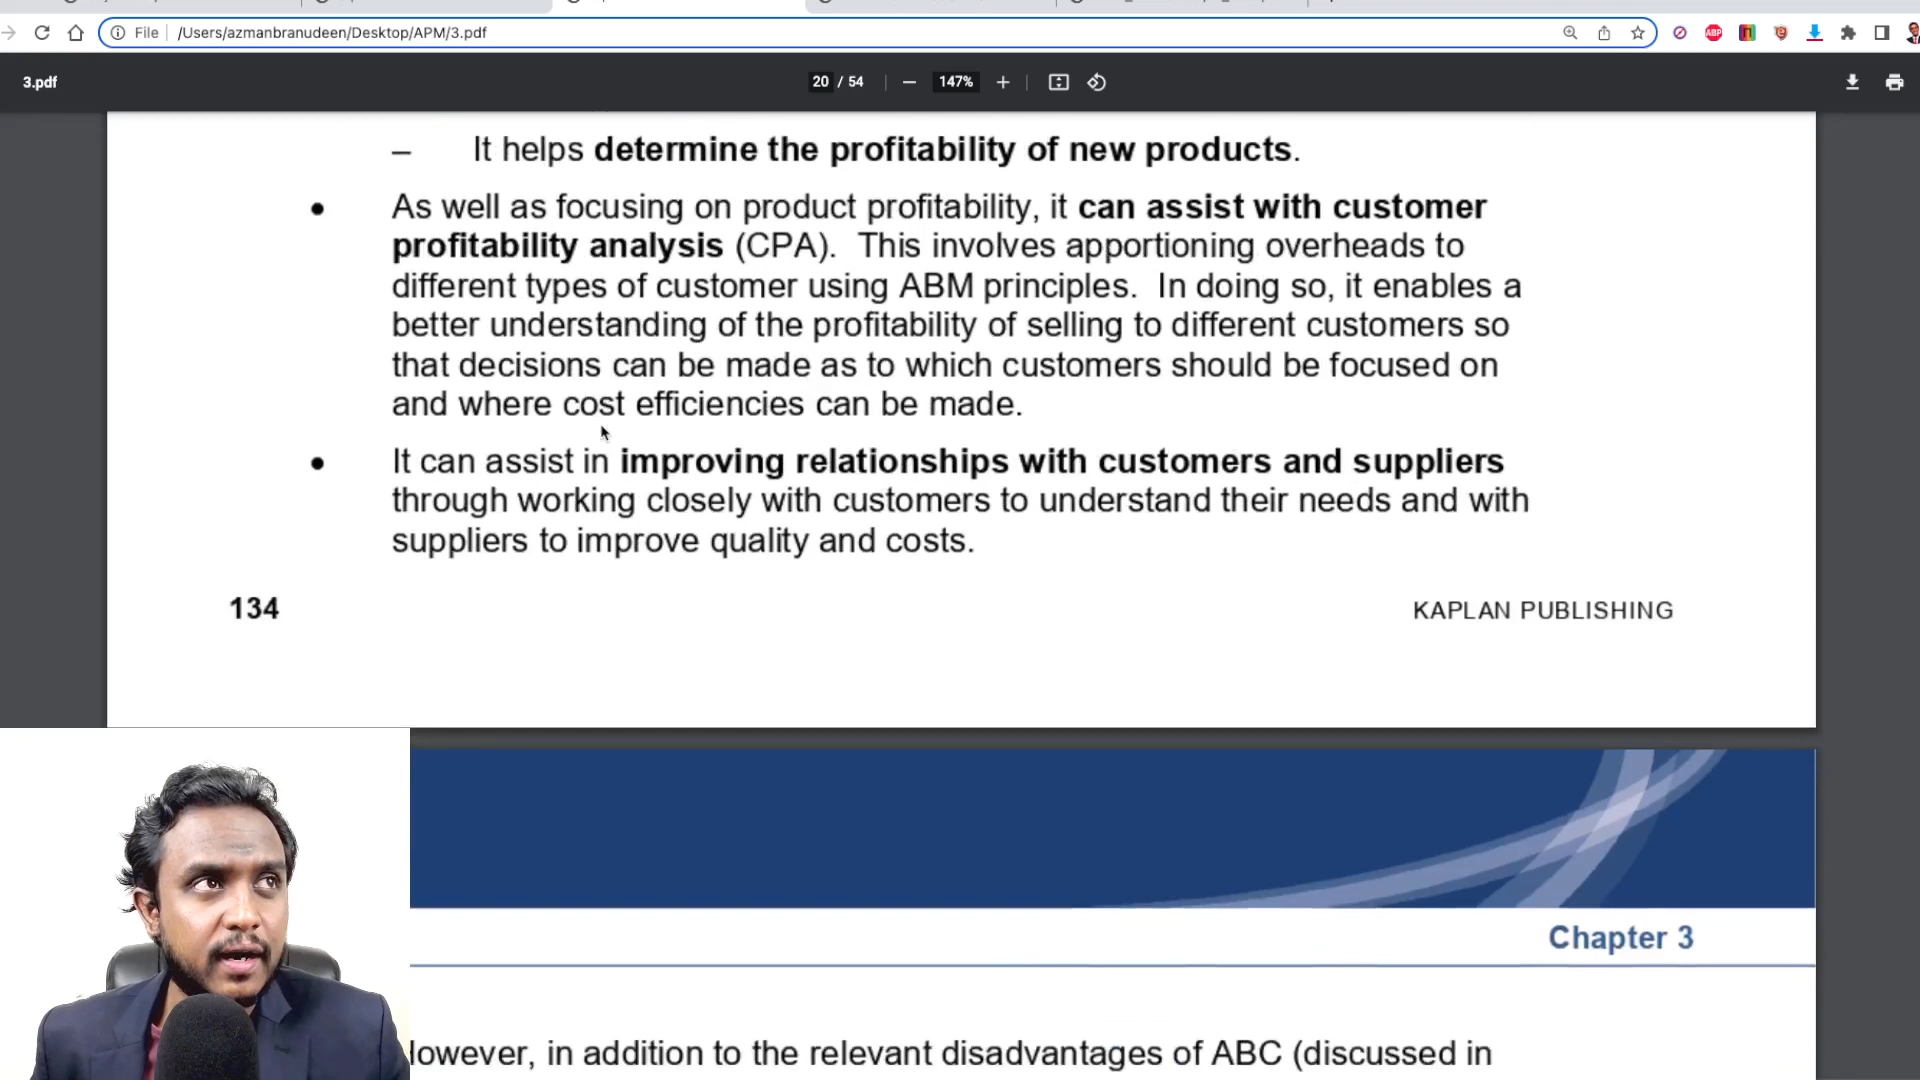 File
/Users/azmanbranudeen/Desktop/APM/3.pdf
ABP
3.pdf
20 / 54
147%
– It helps determine the profitability of new products.
• As well as focusing on product profitability, it can assist with customer
profitability analysis (CPA). This involves apportioning overheads to
different types of customer using ABM principles. In doing so, it enables a
better understanding of the profitability of selling to different customers so
that decisions can be made as to which customers should be focused on
and where cost efficiencies can be made.
• It can assist in improving relationships with customers and suppliers
through working closely with customers to understand their needs and with
suppliers to improve quality and costs.
134
KAPLAN PUBLISHING
Chapter 3
owever, in addition to the relevant disadvantages of ABC (discussed in